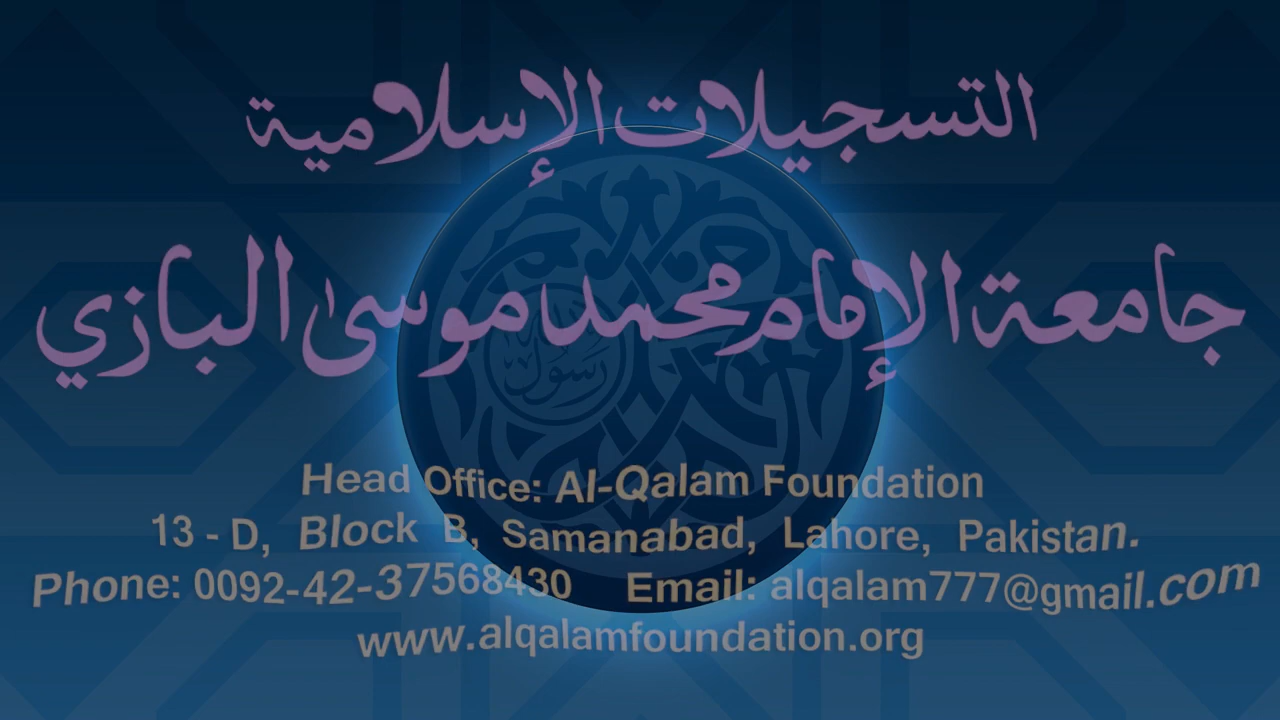 التسجيلات الإسلامية
جامعة الإمام محمد موسى البازي
رسول
Head Office: Al-Qalam Foundation
13 - D, Block B, Samanabad, Lahore, Pakistan.
Phone: 0092-42-37568430 Email: alqalam777@gmail.com
www.alqalamfoundation.org